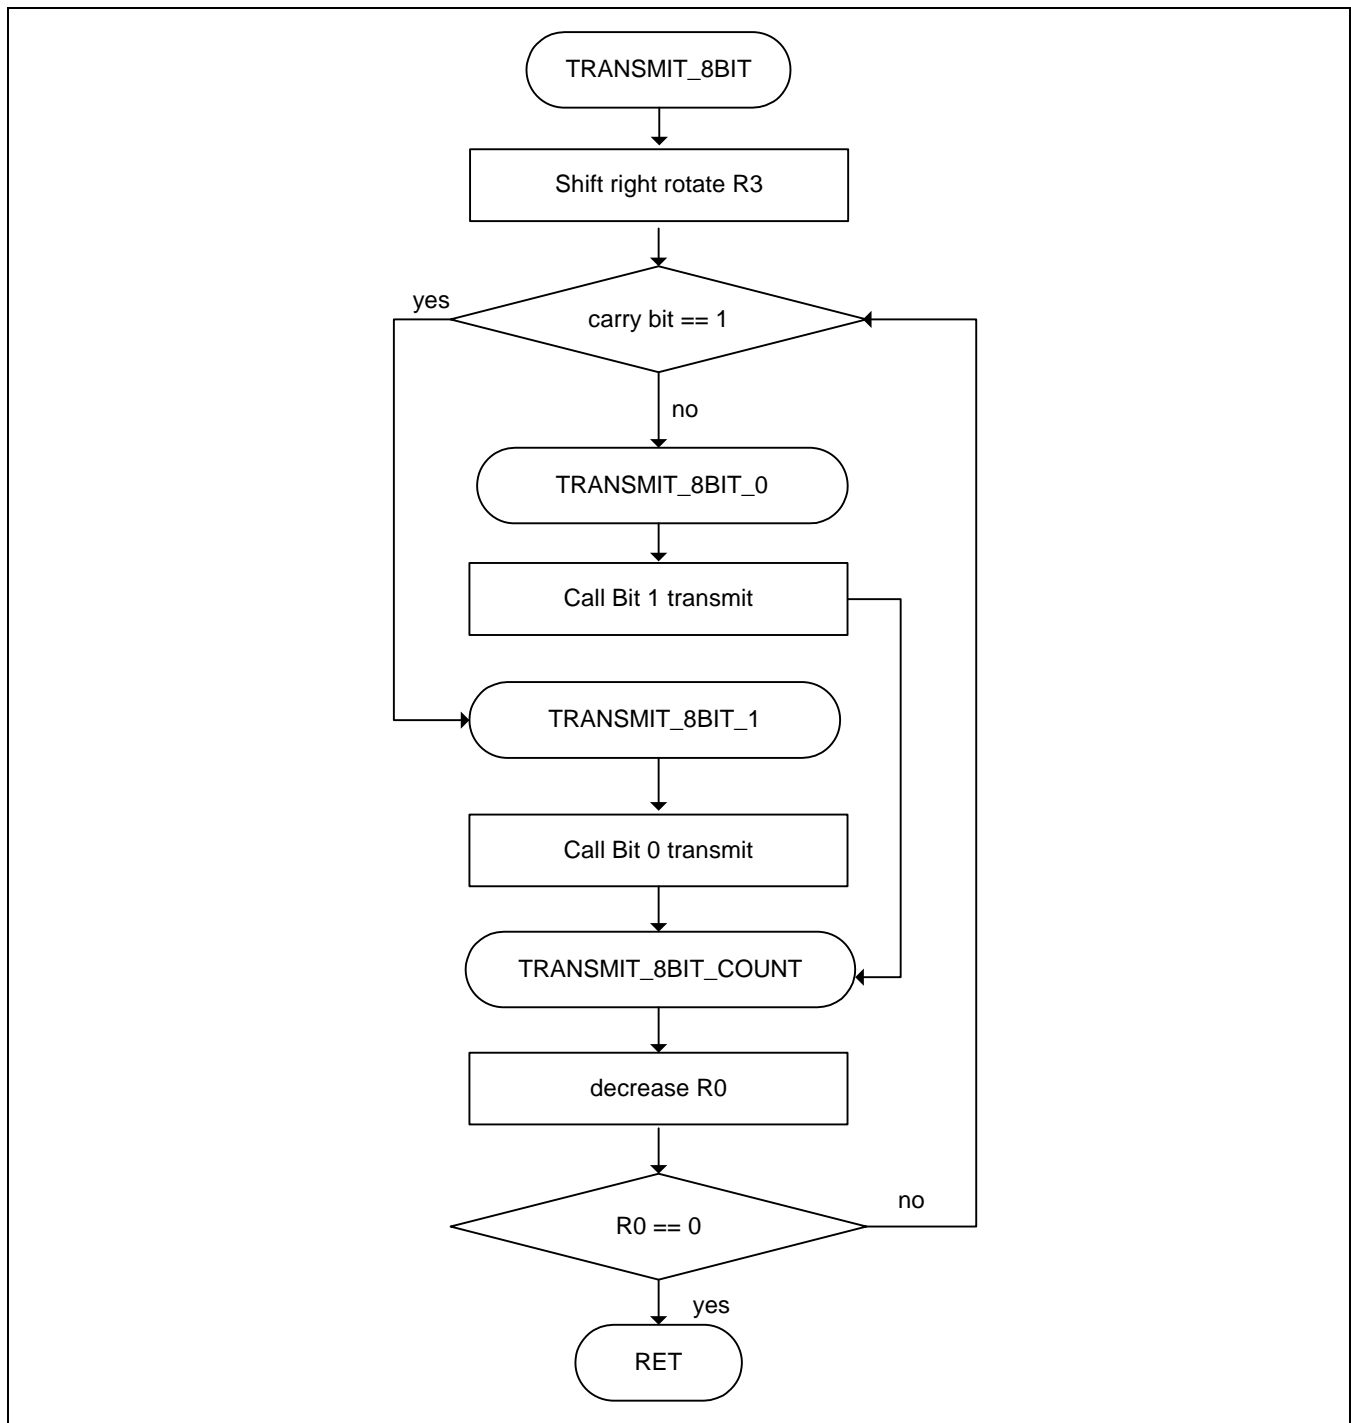 TRANSMIT_8BIT
Shift right rotate R3
yes
carry bit == 1
no
TRANSMIT_8BIT_0
Call Bit 1 transmit
TRANSMIT_8BIT_1
Call Bit 0 transmit
TRANSMIT_8BIT_COUNT
decrease R0
no
R0 == 0
yes
RET